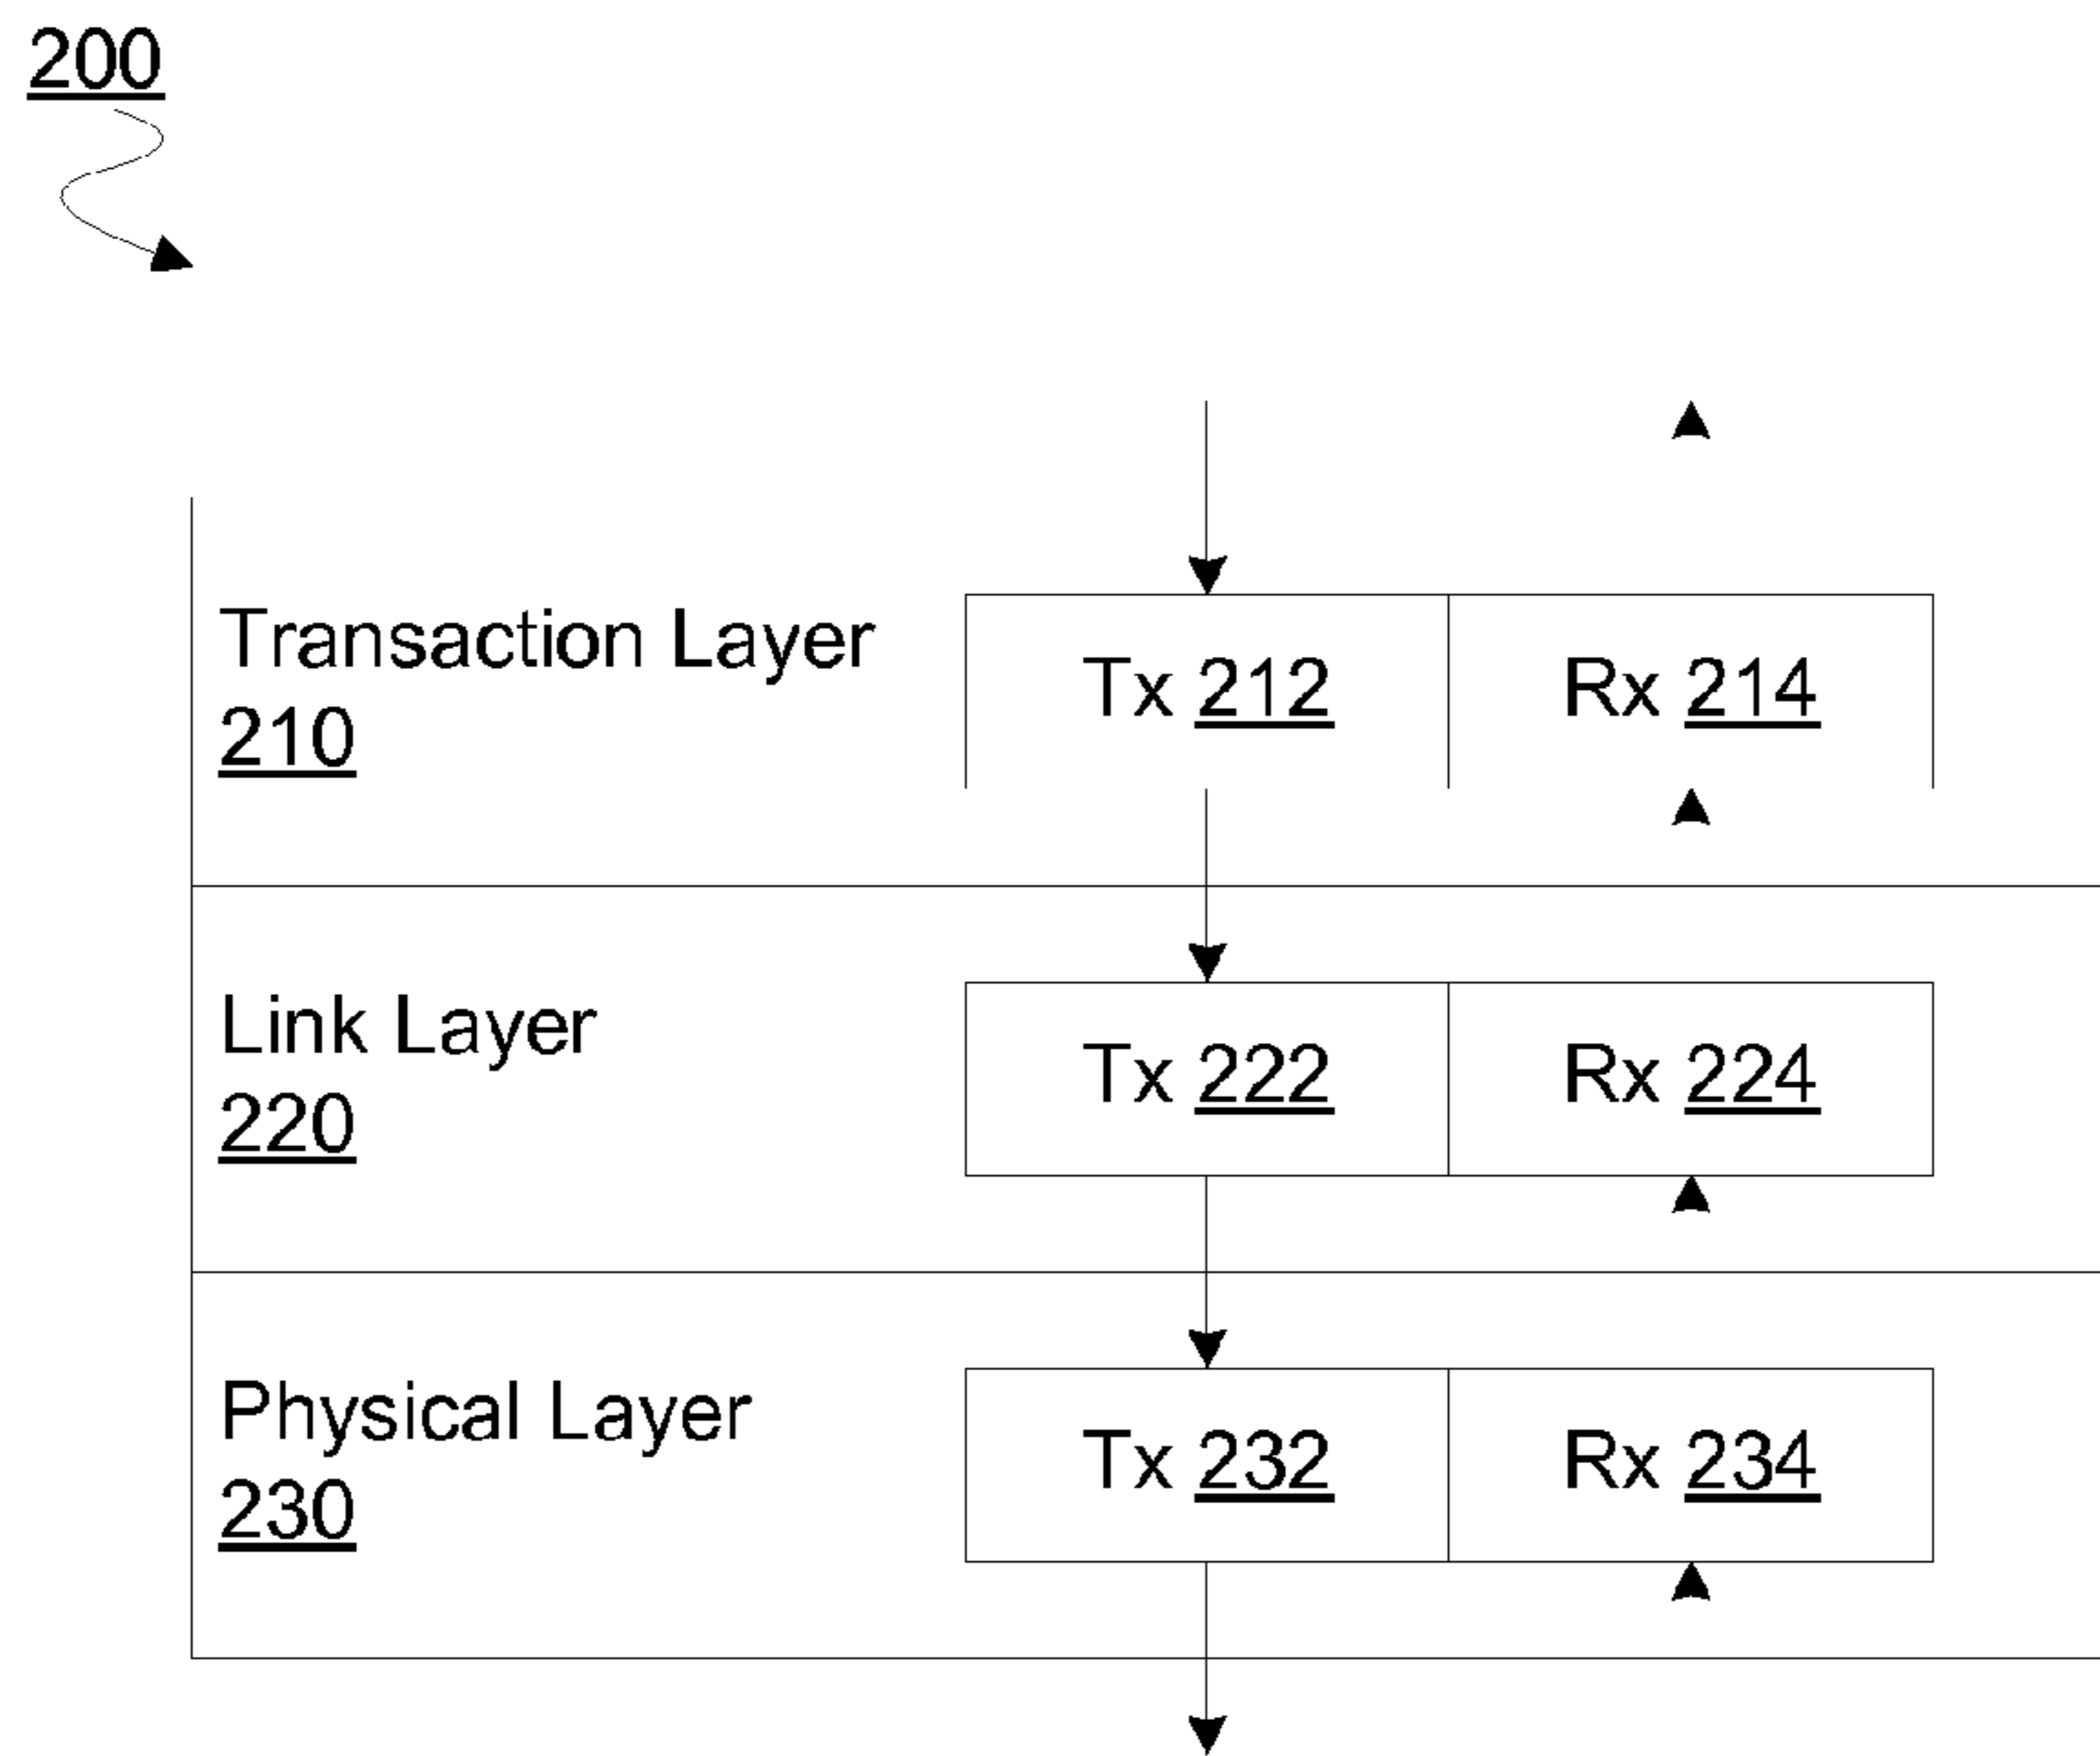 200
Transaction Layer
210
Tx 212
Rx 214
Link Layer
220
Tx 222
Rx 224
Physical Layer
230
Tx 232
Rx 234